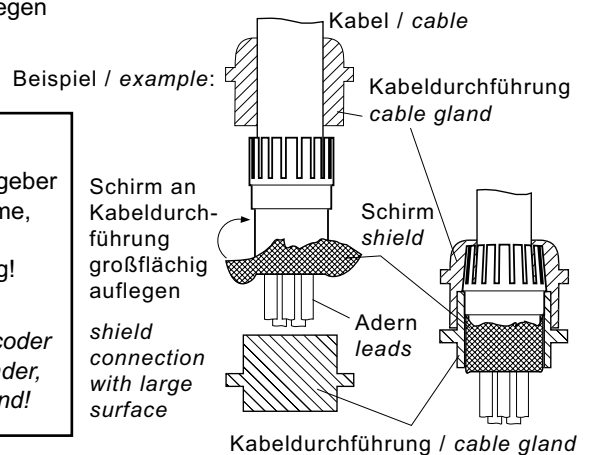 egen
Kabel / cable
Beispiel / example:
Kabeldurchführung
cable gland
geber
me,
g!
coder
der,
nd!
Schirm an
Kabeldurch-
führung
großflächig
auflegen
shield
connection
with large
surface
Schirm
shield
Adern
leads
Kabeldurchführung / cable gland